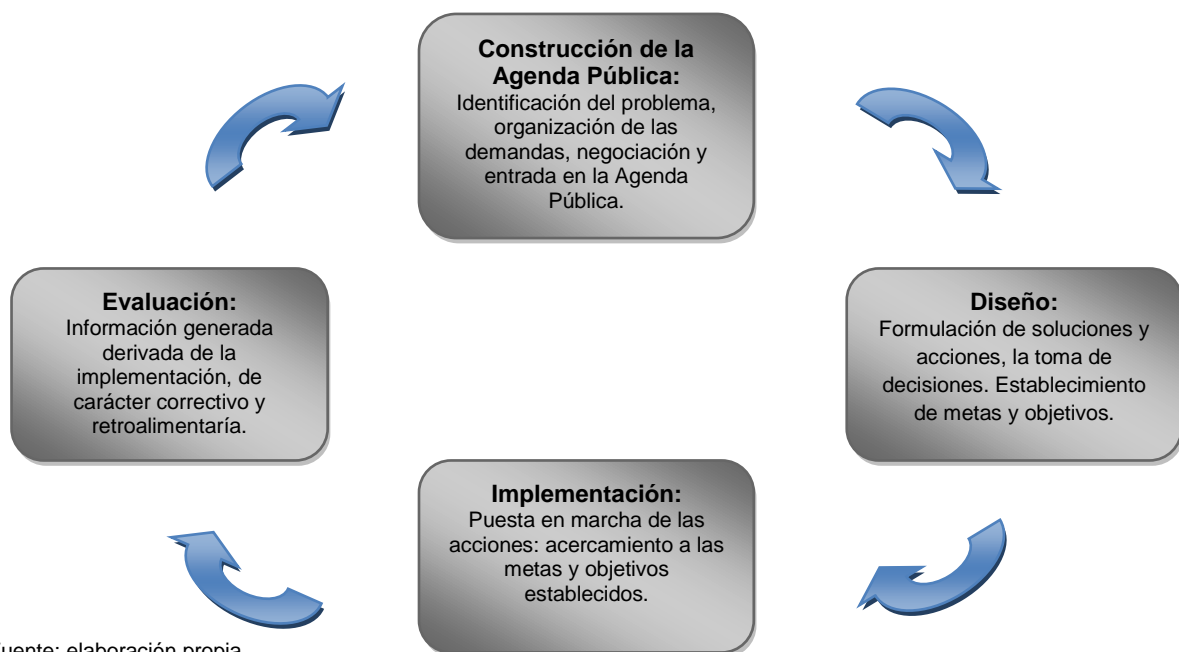 Construcción de la
Agenda Pública:
Identificación del problema,
organización de las
demandas, negociación y
entrada en la Agenda
Pública.
Evaluación:
Información generada
derivada de la
implementación, de
carácter correctivo y
retroalimentaría.
Diseño:
Formulación de soluciones y
acciones, la toma de
decisiones. Establecimiento
de metas y objetivos.
Implementación:
Puesta en marcha de las
acciones: acercamiento a las
metas y objetivos
establecidos.
Fuente: elaboración propia